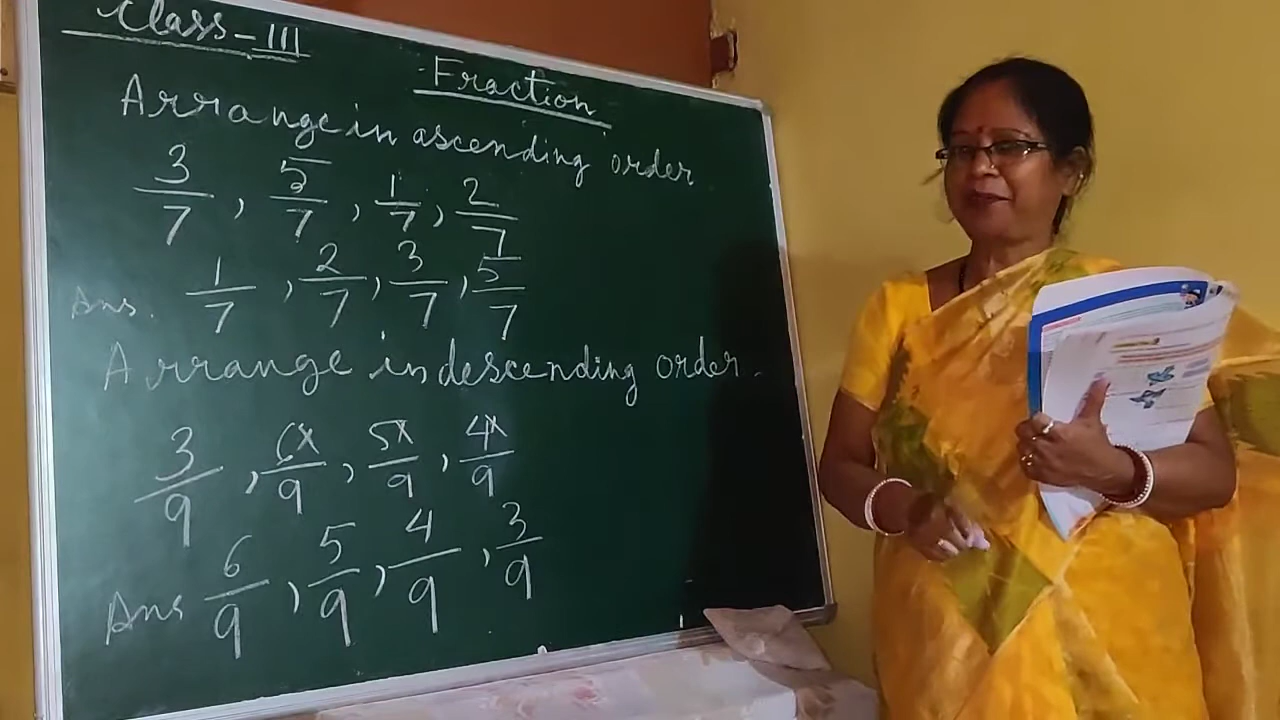 Class-III
Fraction
Arrange in ascending order
3/7, 5/7, 1/7, 2/7
Ans. 1/7, 2/7, 3/7, 5/7
Arrange in descending order.
3/9, 6x/9, 5x/9, 4x/9
Ans 6/9, 5/9, 4/9, 3/9